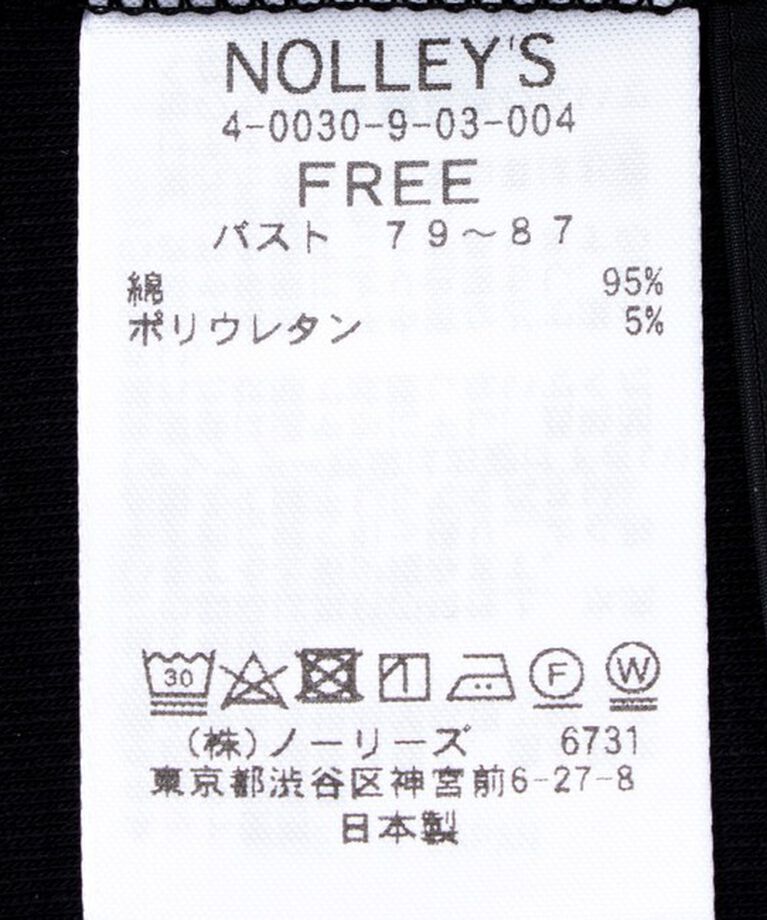 NOLLEY'S
4-0030-9-03-004
FREE
バスト 79~87
綿 95%
ポリウレタン 5%
30 F W
(株)ノーリーズ 6731
東京都渋谷区神宮前6-27-8
日本製